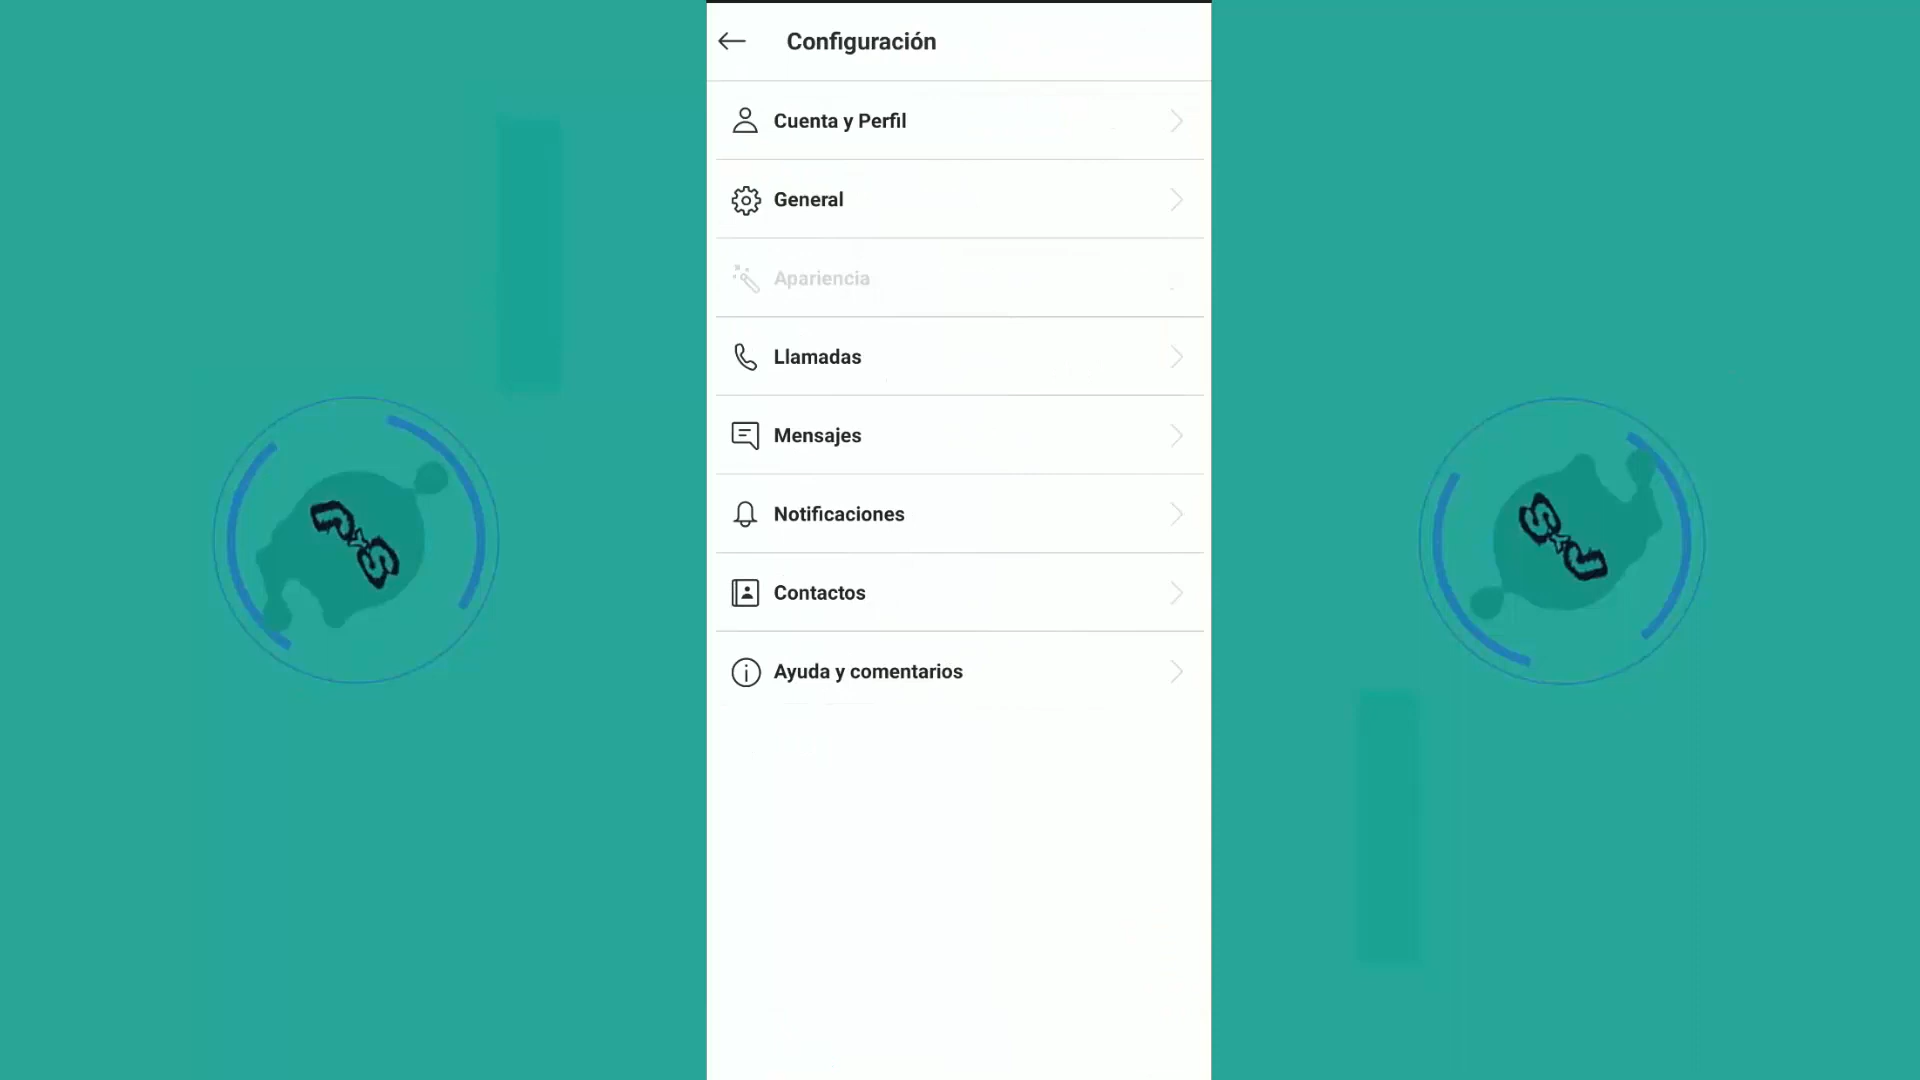 Configuración
Cuenta y Perfil
General
Apariencia
Llamadas
Mensajes
Notificaciones
Contactos
Ayuda y comentarios